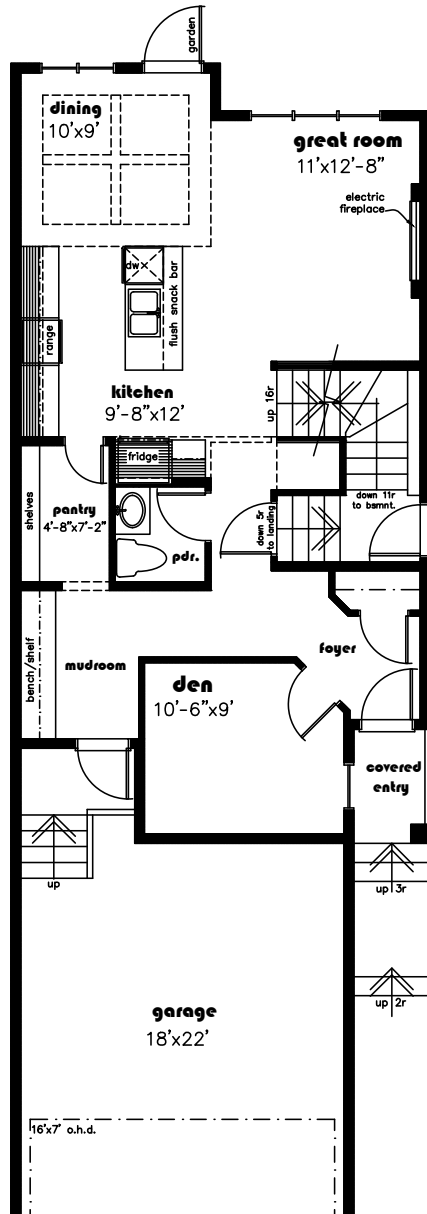 garden
dining
10'x9'
great room
11'x12'-8"
electric
fireplace
dw
flush snack bar
range
kitchen
9'-8"x12'
up 16r
fridge
shelves
pantry
4'-8"x7'-2"
pdr.
down 5r
to landing
down 11r
to bsmnt.
bench/shelf
mudroom
foyer
den
10'-6"x9'
covered
entry
up
up 3r
up 2r
garage
18'x22'
16'x7' o.h.d.